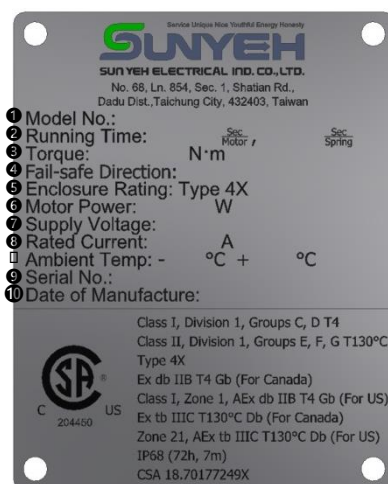 Service Unique Nice Youthful Energy Honesty
SUNYEH
SUN YEH ELECTRICAL IND. CO., LTD.
No. 68, Ln. 854, Sec. 1, Shatian Rd.,
Dadu Dist., Taichung City, 432403, Taiwan
1 Model No.:
2 Running Time: Sec Motor , Sec Spring
3 Torque: N·m
4 Fail-safe Direction:
5 Enclosure Rating: Type 4X
6 Motor Power: W
7 Supply Voltage:
8 Rated Current: A
Ambient Temp: - °C + °C
9 Serial No.:
10 Date of Manufacture:
Class I, Division 1, Groups C, D T4
Class II, Division 1, Groups E, F, G T130°C
Type 4X
Ex db IIB T4 Gb (For Canada)
Class I, Zone 1, AEx db IIB T4 Gb (For US)
Ex tb IIIC T130°C Db (For Canada)
Zone 21, AEx tb IIIC T130°C Db (For US)
IP68 (72h, 7m)
CSA 18.70177249X
SA ®
C US
204460